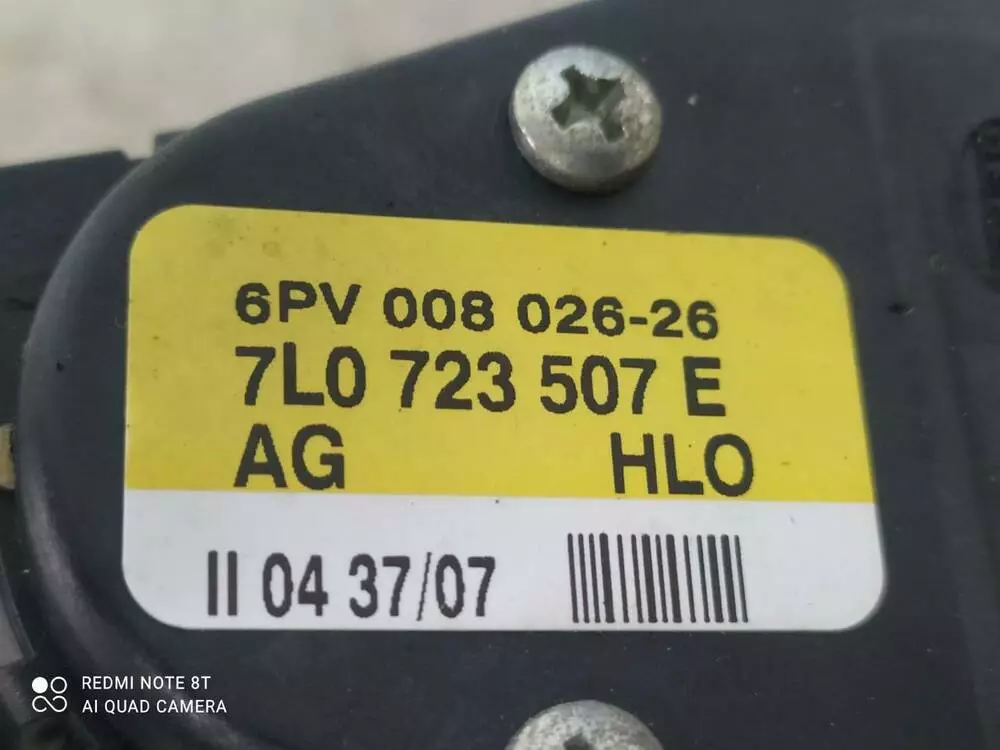 6PV 008 026-26
7L0 723 507 E
AG HLO
II 04 37/07
REDMI NOTE 8T
AI QUAD CAMERA